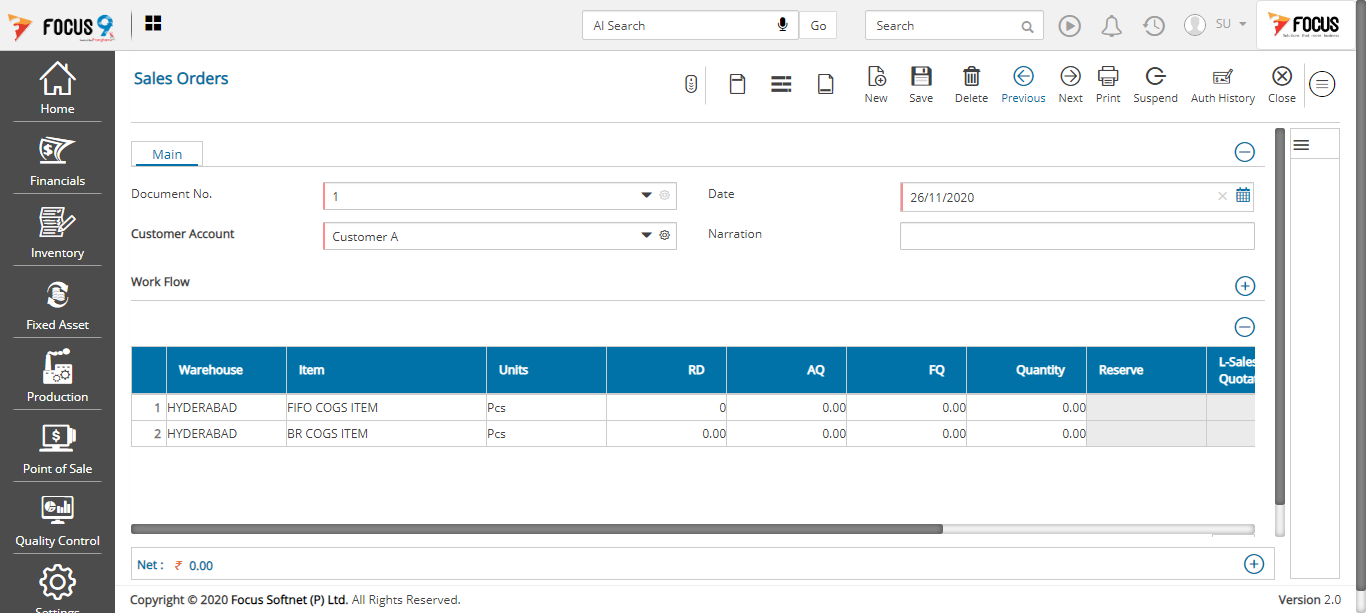 FOCUS 9
AI Search
Go
Search
SU
FOCUS
Home
Financials
Inventory
Fixed Asset
Production
Point of Sale
Quality Control
Settings
Sales Orders
New
Save
Delete
Previous
Next
Print
Suspend
Auth History
Close
Main
Document No.
1
Date
26/11/2020
Customer Account
Customer A
Narration
Work Flow
Warehouse Item Units RD AQ FQ Quantity Reserve L-Sales
Quotat
1 HYDERABAD FIFO COGS ITEM Pcs 0 0.00 0.00 0.00
2 HYDERABAD BR COGS ITEM Pcs 0.00 0.00 0.00 0.00
Net : ₹ 0.00
Copyright © 2020 Focus Softnet (P) Ltd. All Rights Reserved.
Version 2.0